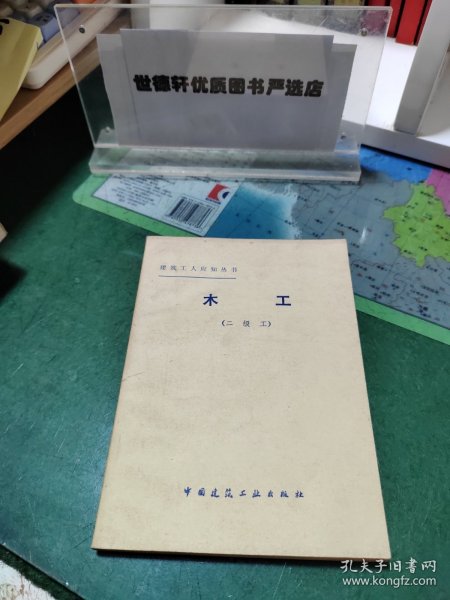 世德轩优质图书严选店
建筑工人应知丛书
木 工
(二 级 工)
中国建筑工业出版社
孔夫子旧书网
www.kongfz.com